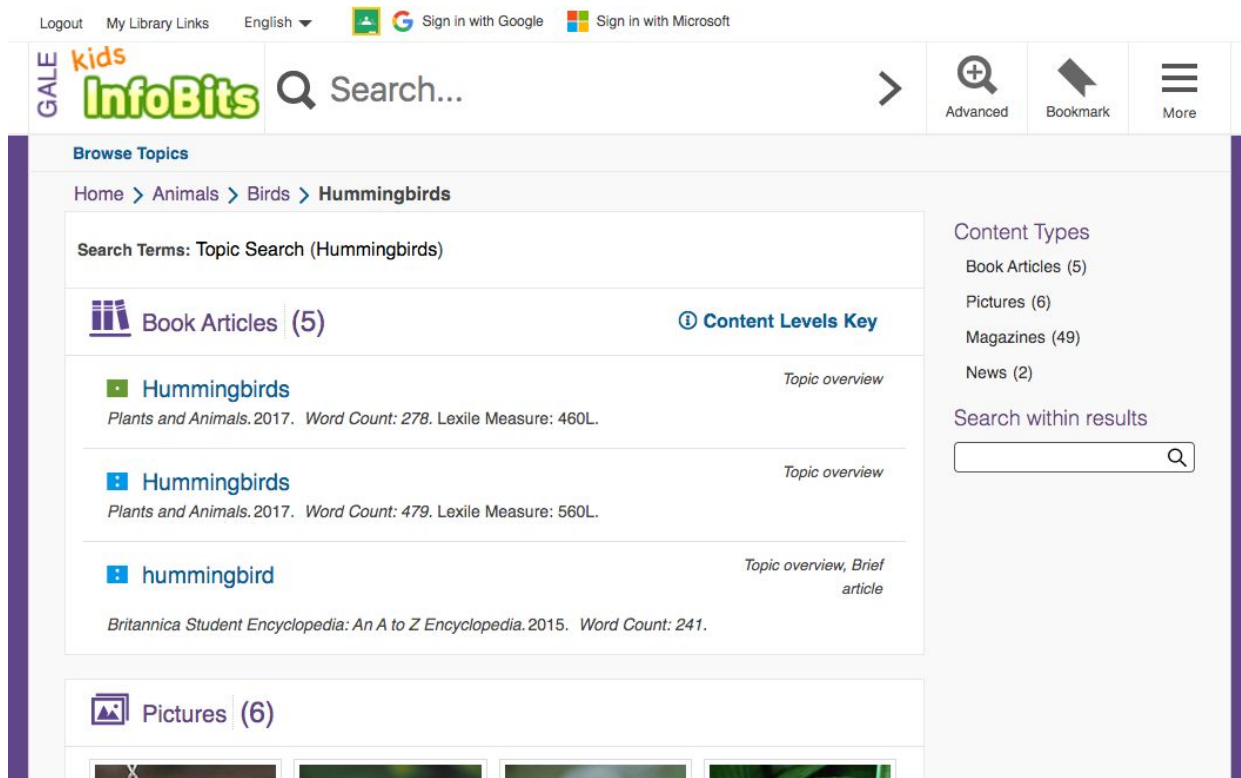 Logout My Library Links English Sign in with Google Sign in with Microsoft
GALE kids InfoBits Search... Advanced Bookmark More
Browse Topics
Home > Animals > Birds > Hummingbirds
Search Terms: Topic Search (Hummingbirds)
Book Articles (5) Content Levels Key
Hummingbirds Topic overview
Plants and Animals. 2017. Word Count: 278. Lexile Measure: 460L.
Hummingbirds Topic overview
Plants and Animals. 2017. Word Count: 479. Lexile Measure: 560L.
hummingbird Topic overview, Brief
article
Britannica Student Encyclopedia: An A to Z Encyclopedia. 2015. Word Count: 241.
Pictures (6)
Content Types
Book Articles (5)
Pictures (6)
Magazines (49)
News (2)
Search within results